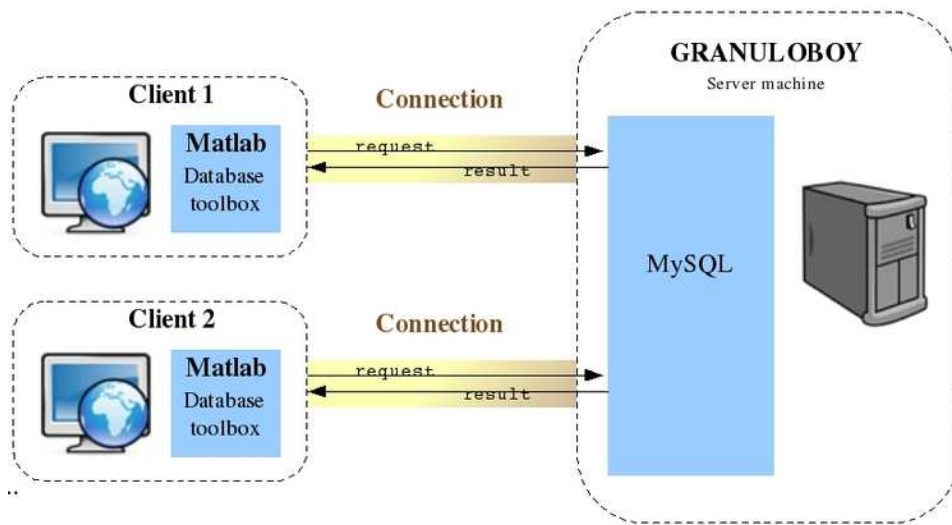 Client 1
Matlab
Database
toolbox
Connection
request
result
GRANULOBOY
Server machine
MySQL
Client 2
Matlab
Database
toolbox
Connection
request
result
..